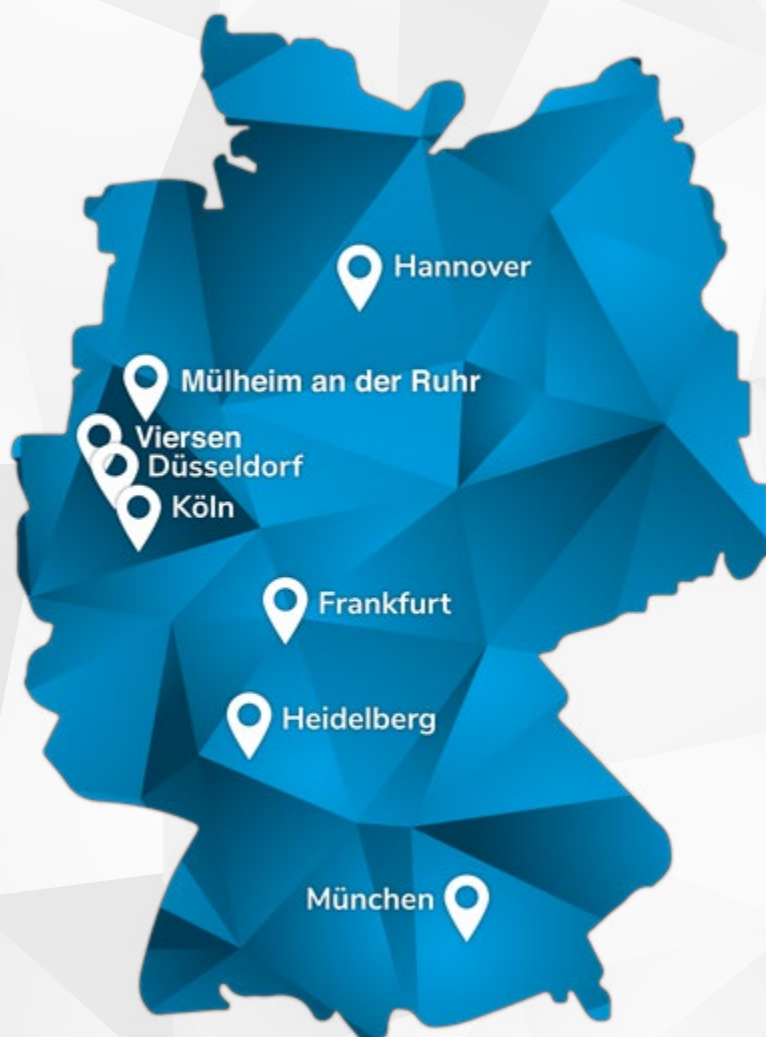 Hannover
Mülheim an der Ruhr
Viersen
Düsseldorf
Köln
Frankfurt
Heidelberg
München